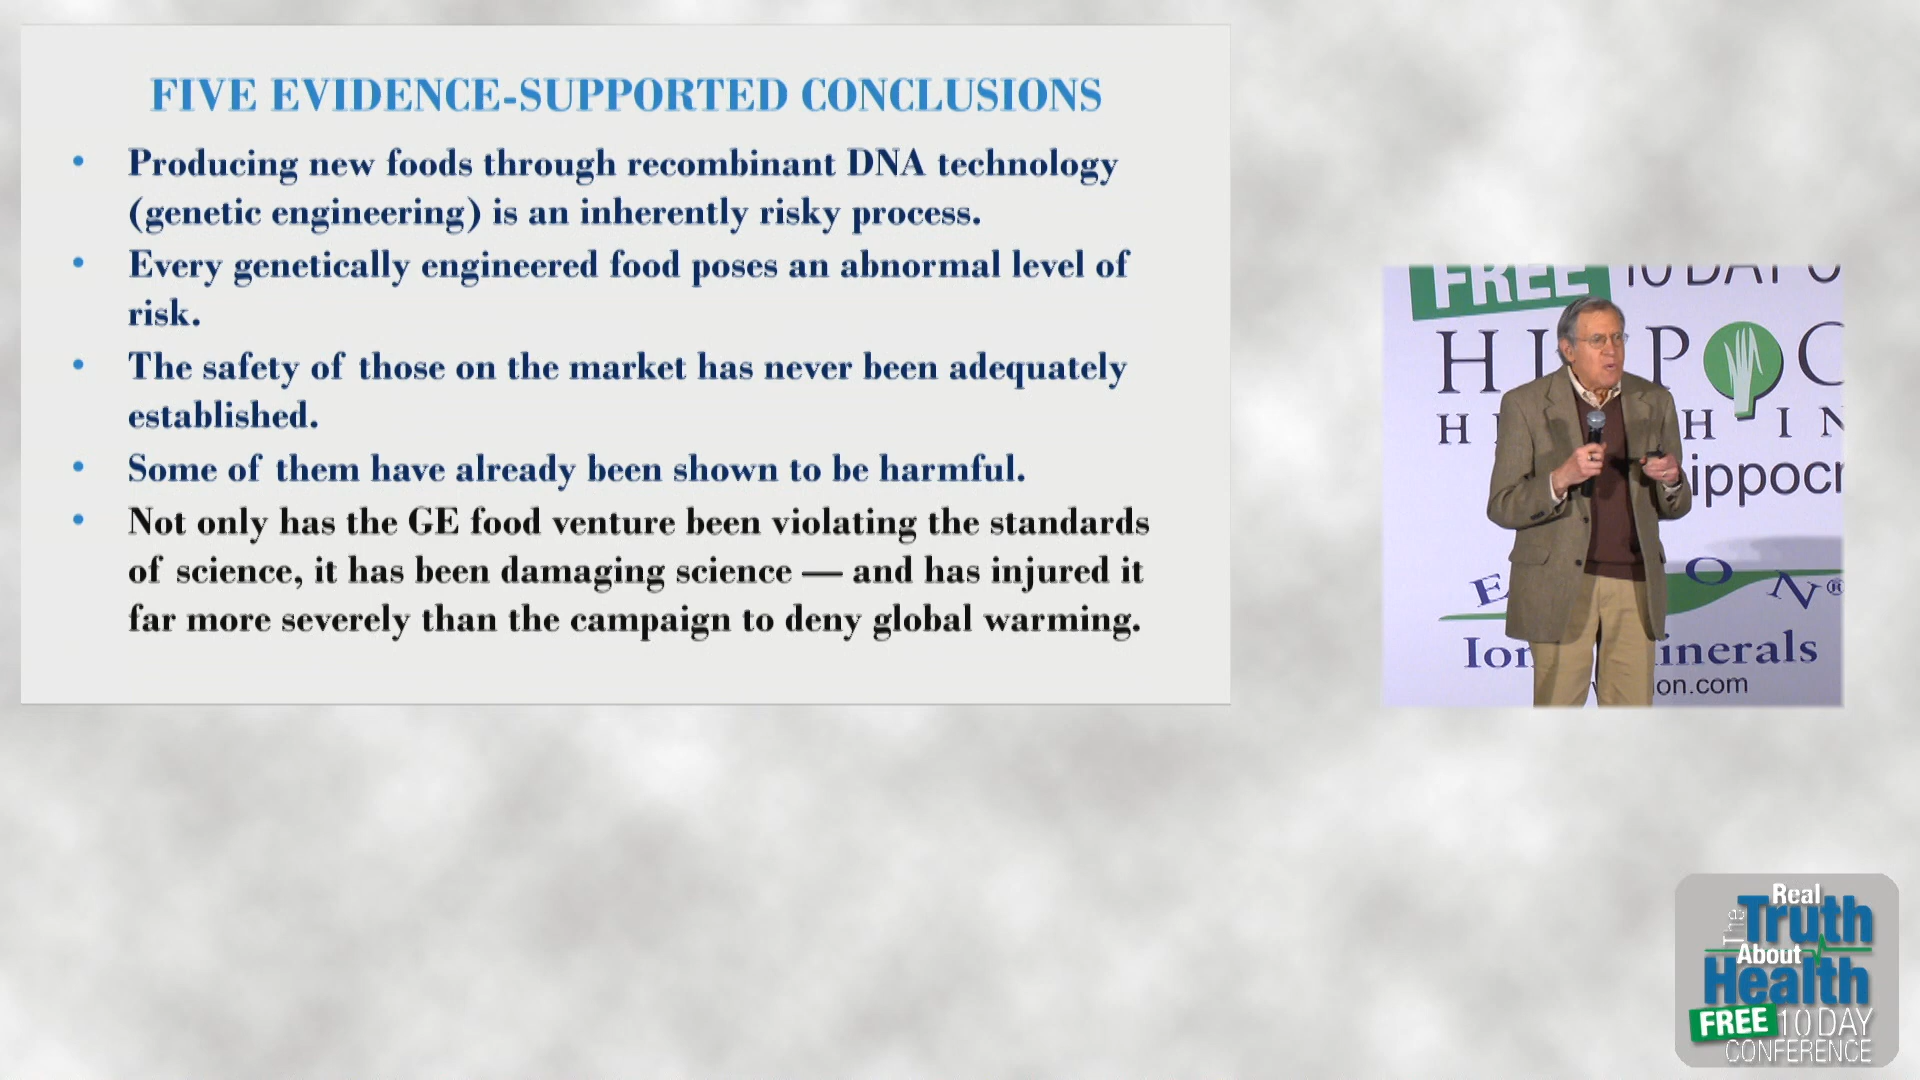 FIVE EVIDENCE-SUPPORTED CONCLUSIONS
• Producing new foods through recombinant DNA technology
(genetic engineering) is an inherently risky process.
• Every genetically engineered food poses an abnormal level of
risk.
• The safety of those on the market has never been adequately
established.
• Some of them have already been shown to be harmful.
• Not only has the GE food venture been violating the standards
of science, it has been damaging science — and has injured it
far more severely than the campaign to deny global warming.
FREE 10 DAY
H I P O C
H H I N
ippocr
E O N®
Ion inerals
ion.com
The Real
Truth
About
Health
FREE 10 DAY
CONFERENCE